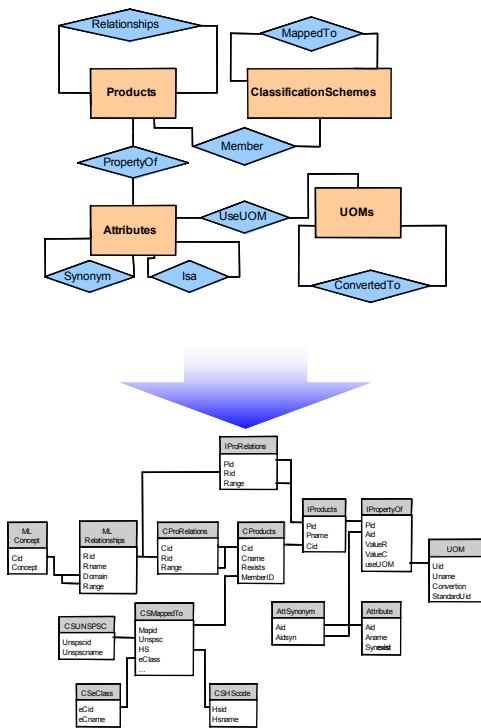 Relationships
MappedTo
Products
ClassificationSchemes
Member
PropertyOf
UseUOM
Attributes
UOMs
Synonym
Isa
ConvertedTo
IProRelations
Pid
Rid
Range
IProducts
Pid
Pname
Cid
IPropertyOf
Pid
Aid
ValueR
ValueC
useUOM
ML
Concept
Cid
Concept
ML
Relationships
Rid
Rname
Domain
Range
CProRelations
Cid
Rid
Range
CProducts
Cid
Cname
Rexists
MemberID
UOM
Uid
Uname
Convertion
StandardUid
CSUNSPSC
Unspscid
Unspscname
CSMappedTo
Mapid
Unspsc
HS
eClass
...
AttSynonym
Aid
Aidsyn
Attribute
Aid
Aname
Synexist
CSeClass
eCid
eCname
CSHScode
Hsid
Hsname